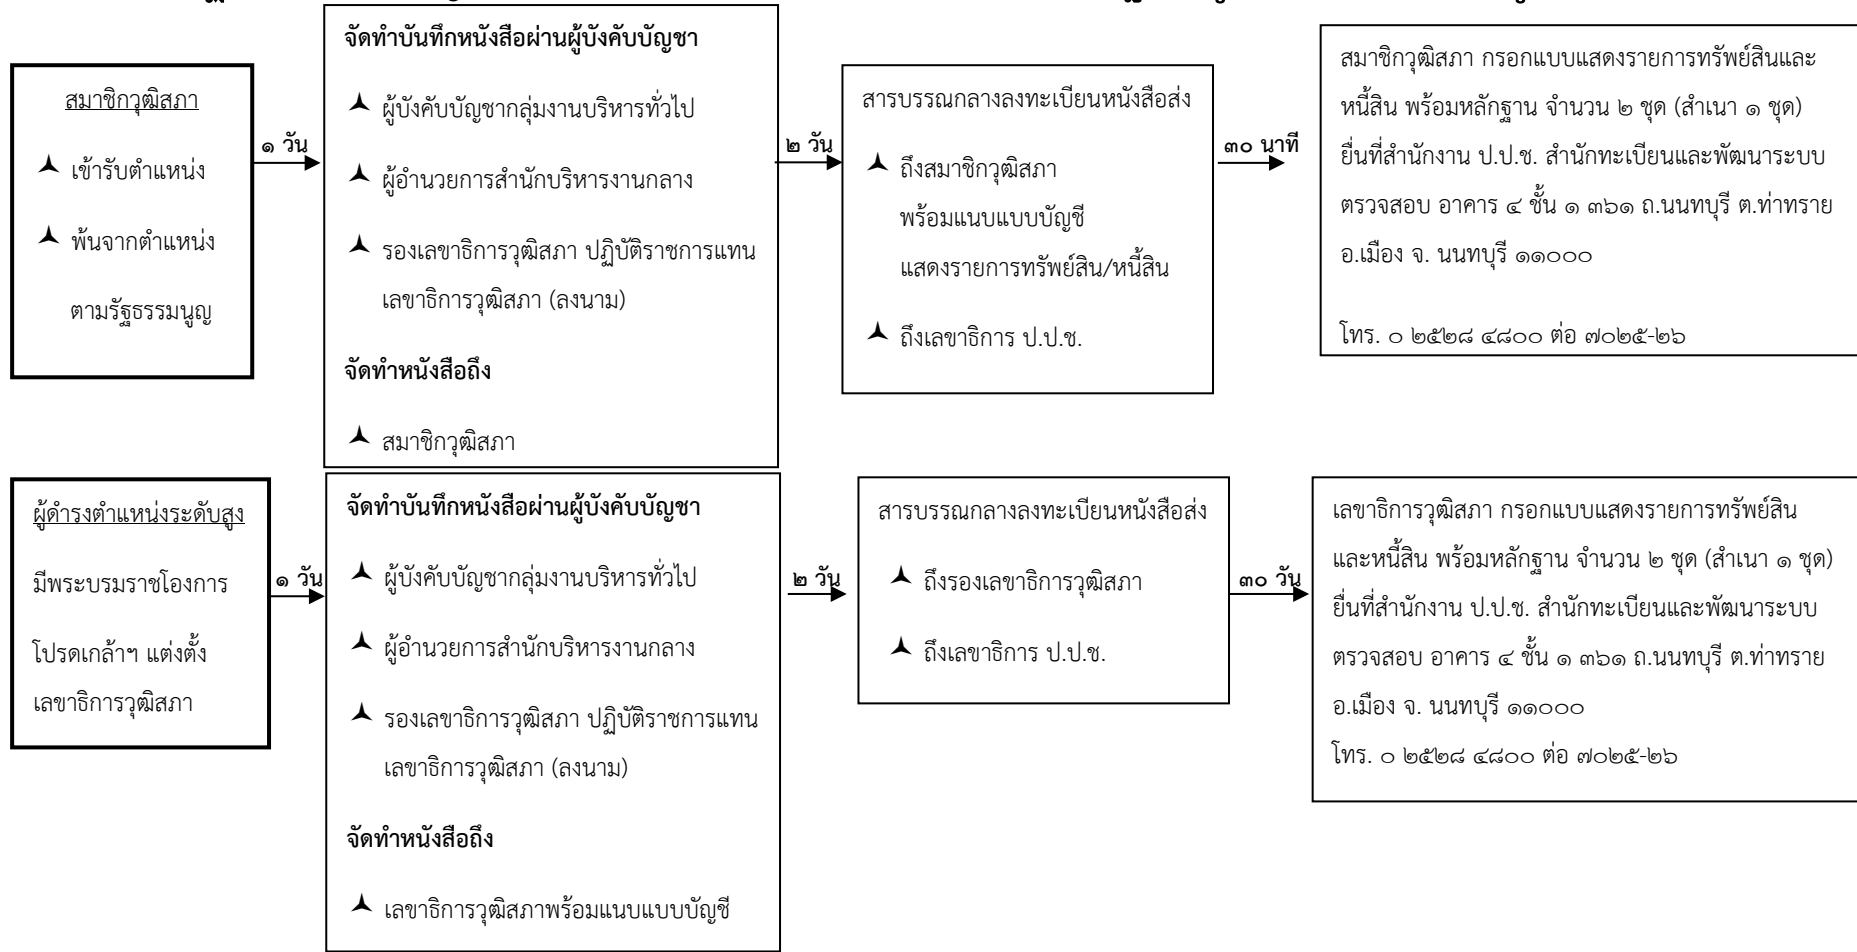 สมาชิกวุฒิสภา
เข้ารับตำแหน่ง
พ้นจากตำแหน่ง
ตามรัฐธรรมนูญ
๑ วัน
จัดทำบันทึกหนังสือผ่านผู้บังคับบัญชา
ผู้บังคับบัญชากลุ่มงานบริหารทั่วไป
ผู้อำนวยการสำนักบริหารงานกลาง
รองเลขาธิการวุฒิสภา ปฏิบัติราชการแทน
เลขาธิการวุฒิสภา (ลงนาม)
จัดทำหนังสือถึง
สมาชิกวุฒิสภา
๒ วัน
สารบรรณกลางลงทะเบียนหนังสือส่ง
ถึงสมาชิกวุฒิสภา
พร้อมแนบแบบบัญชี
แสดงรายการทรัพย์สิน/หนี้สิน
ถึงเลขาธิการ ป.ป.ช.
๓๐ นาที
สมาชิกวุฒิสภา กรอกแบบแสดงรายการทรัพย์สินและ
หนี้สิน พร้อมหลักฐาน จำนวน ๒ ชุด (สำเนา ๑ ชุด)
ยื่นที่สำนักงาน ป.ป.ช. สำนักทะเบียนและพัฒนาระบบ
ตรวจสอบ อาคาร ๔ ชั้น ๑ ๓๖๑ ถ.นนทบุรี ต.ท่าทราย
อ.เมือง จ. นนทบุรี ๑๑๐๐๐
โทร. ๐ ๒๕๒๘ ๔๘๐๐ ต่อ ๗๐๒๕-๒๖
ผู้ดำรงตำแหน่งระดับสูง
มีพระบรมราชโองการ
โปรดเกล้าฯ แต่งตั้ง
เลขาธิการวุฒิสภา
๑ วัน
จัดทำบันทึกหนังสือผ่านผู้บังคับบัญชา
ผู้บังคับบัญชากลุ่มงานบริหารทั่วไป
ผู้อำนวยการสำนักบริหารงานกลาง
รองเลขาธิการวุฒิสภา ปฏิบัติราชการแทน
เลขาธิการวุฒิสภา (ลงนาม)
จัดทำหนังสือถึง
เลขาธิการวุฒิสภาพร้อมแนบแบบบัญชี
๒ วัน
สารบรรณกลางลงทะเบียนหนังสือส่ง
ถึงรองเลขาธิการวุฒิสภา
ถึงเลขาธิการ ป.ป.ช.
๓๐ วัน
เลขาธิการวุฒิสภา กรอกแบบแสดงรายการทรัพย์สิน
และหนี้สิน พร้อมหลักฐาน จำนวน ๒ ชุด (สำเนา ๑ ชุด)
ยื่นที่สำนักงาน ป.ป.ช. สำนักทะเบียนและพัฒนาระบบ
ตรวจสอบ อาคาร ๔ ชั้น ๑ ๓๖๑ ถ.นนทบุรี ต.ท่าทราย
อ.เมือง จ. นนทบุรี ๑๑๐๐๐
โทร. ๐ ๒๕๒๘ ๔๘๐๐ ต่อ ๗๐๒๕-๒๖